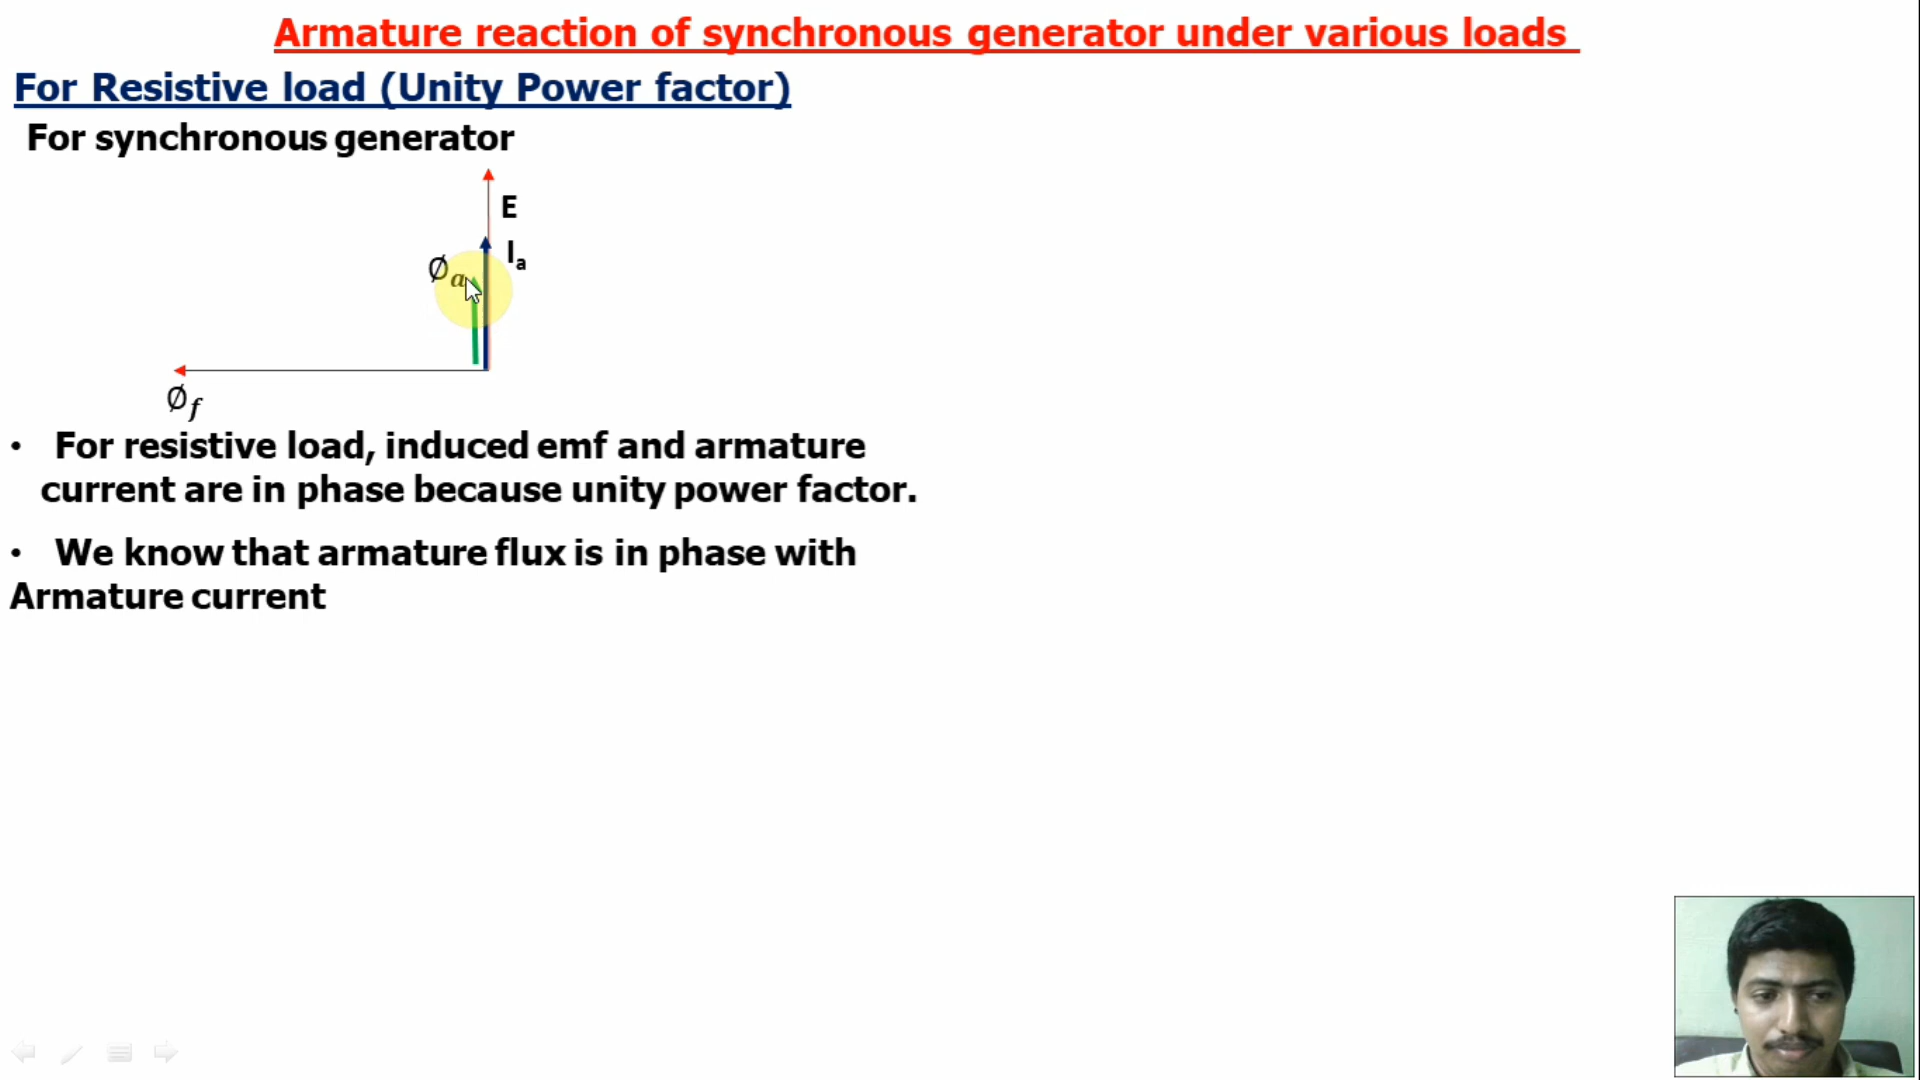 Armature reaction of synchronous generator under various loads
For Resistive load (Unity Power factor)
For synchronous generator
E
Iₐ
∅ₐ
∅f
• For resistive load, induced emf and armature
current are in phase because unity power factor.
• We know that armature flux is in phase with
Armature current